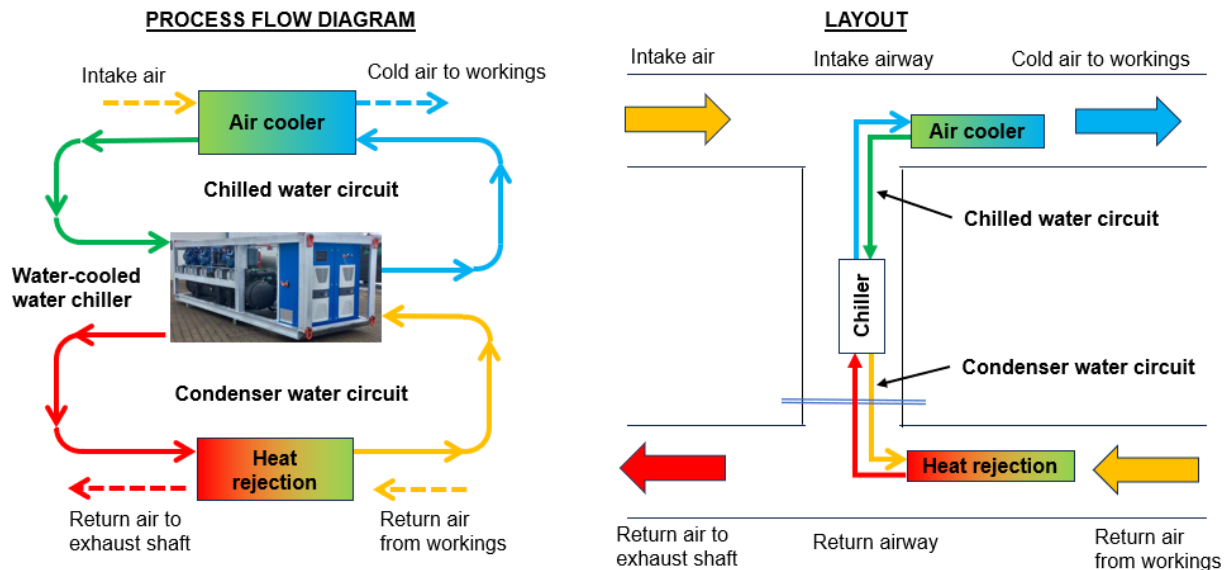 PROCESS FLOW DIAGRAM
Intake air
Cold air to workings
Air cooler
Chilled water circuit
Water-cooled
water chiller
Condenser water circuit
Heat
rejection
Return air to
exhaust shaft
Return air
from workings
LAYOUT
Intake air
Intake airway
Cold air to workings
Air cooler
Chilled water circuit
Chiller
Condenser water circuit
Heat rejection
Return air to
exhaust shaft
Return airway
Return air
from workings